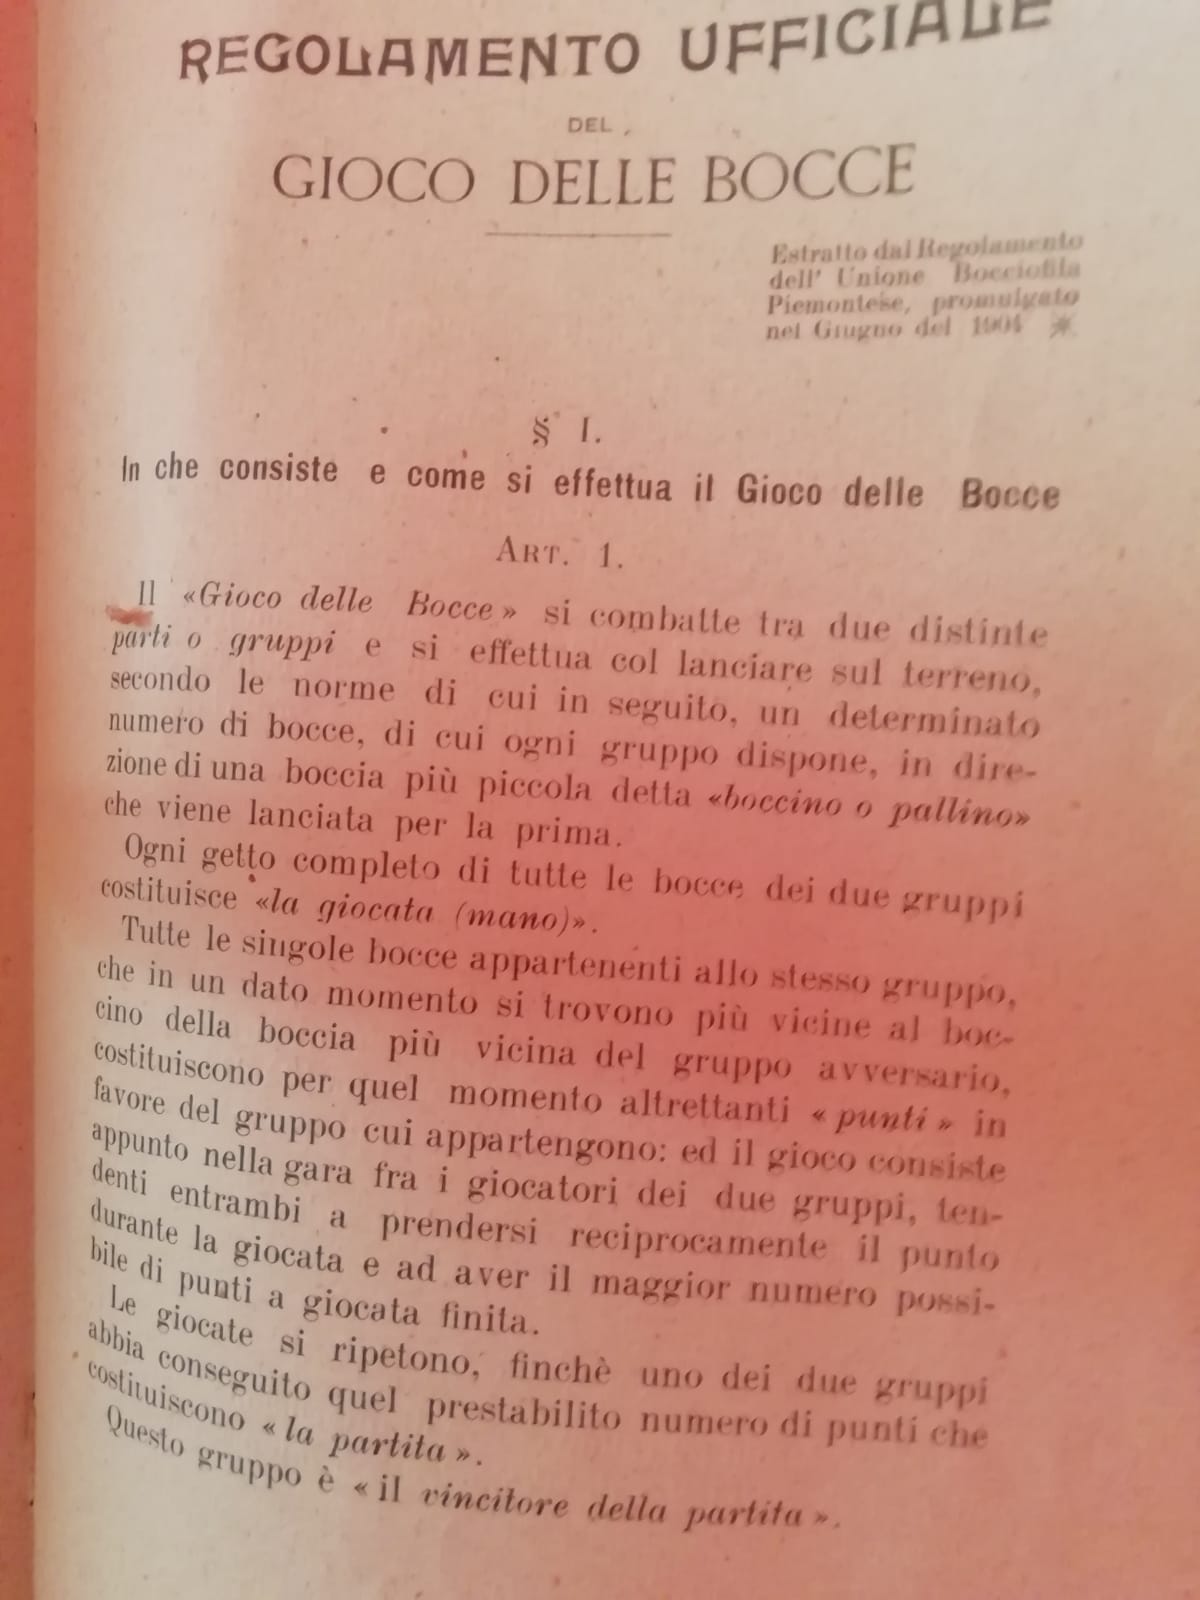 REGOLAMENTO UFFICIALE
DEL
GIOCO DELLE BOCCE
Estratto dal Regolamento
dell' Unione Bocciofila
Piemontese, promulgato
nel Giugno del 1904 *
§ I.
In che consiste e come si effettua il Gioco delle Bocce
ART. 1.
Il «Gioco delle Bocce» si combatte tra due distinte
parti o gruppi e si effettua col lanciare sul terreno,
secondo le norme di cui in seguito, un determinato
numero di bocce, di cui ogni gruppo dispone, in dire-
zione di una boccia più piccola detta «boccino o pallino»
che viene lanciata per la prima.
Ogni getto completo di tutte le bocce dei due gruppi
costituisce «la giocata (mano)».
Tutte le singole bocce appartenenti allo stesso gruppo,
che in un dato momento si trovono più vicine al boc-
cino della boccia più vicina del gruppo avversario,
costituiscono per quel momento altrettanti «punti» in
favore del gruppo cui appartengono: ed il gioco consiste
appunto nella gara fra i giocatori dei due gruppi, ten-
denti entrambi a prendersi reciprocamente il punto
durante la giocata e ad aver il maggior numero possi-
bile di punti a giocata finita.
Le giocate si ripetono, finchè uno dei due gruppi
abbia conseguito quel prestabilito numero di punti che
costituiscono «la partita».
Questo gruppo è «il vincitore della partita».